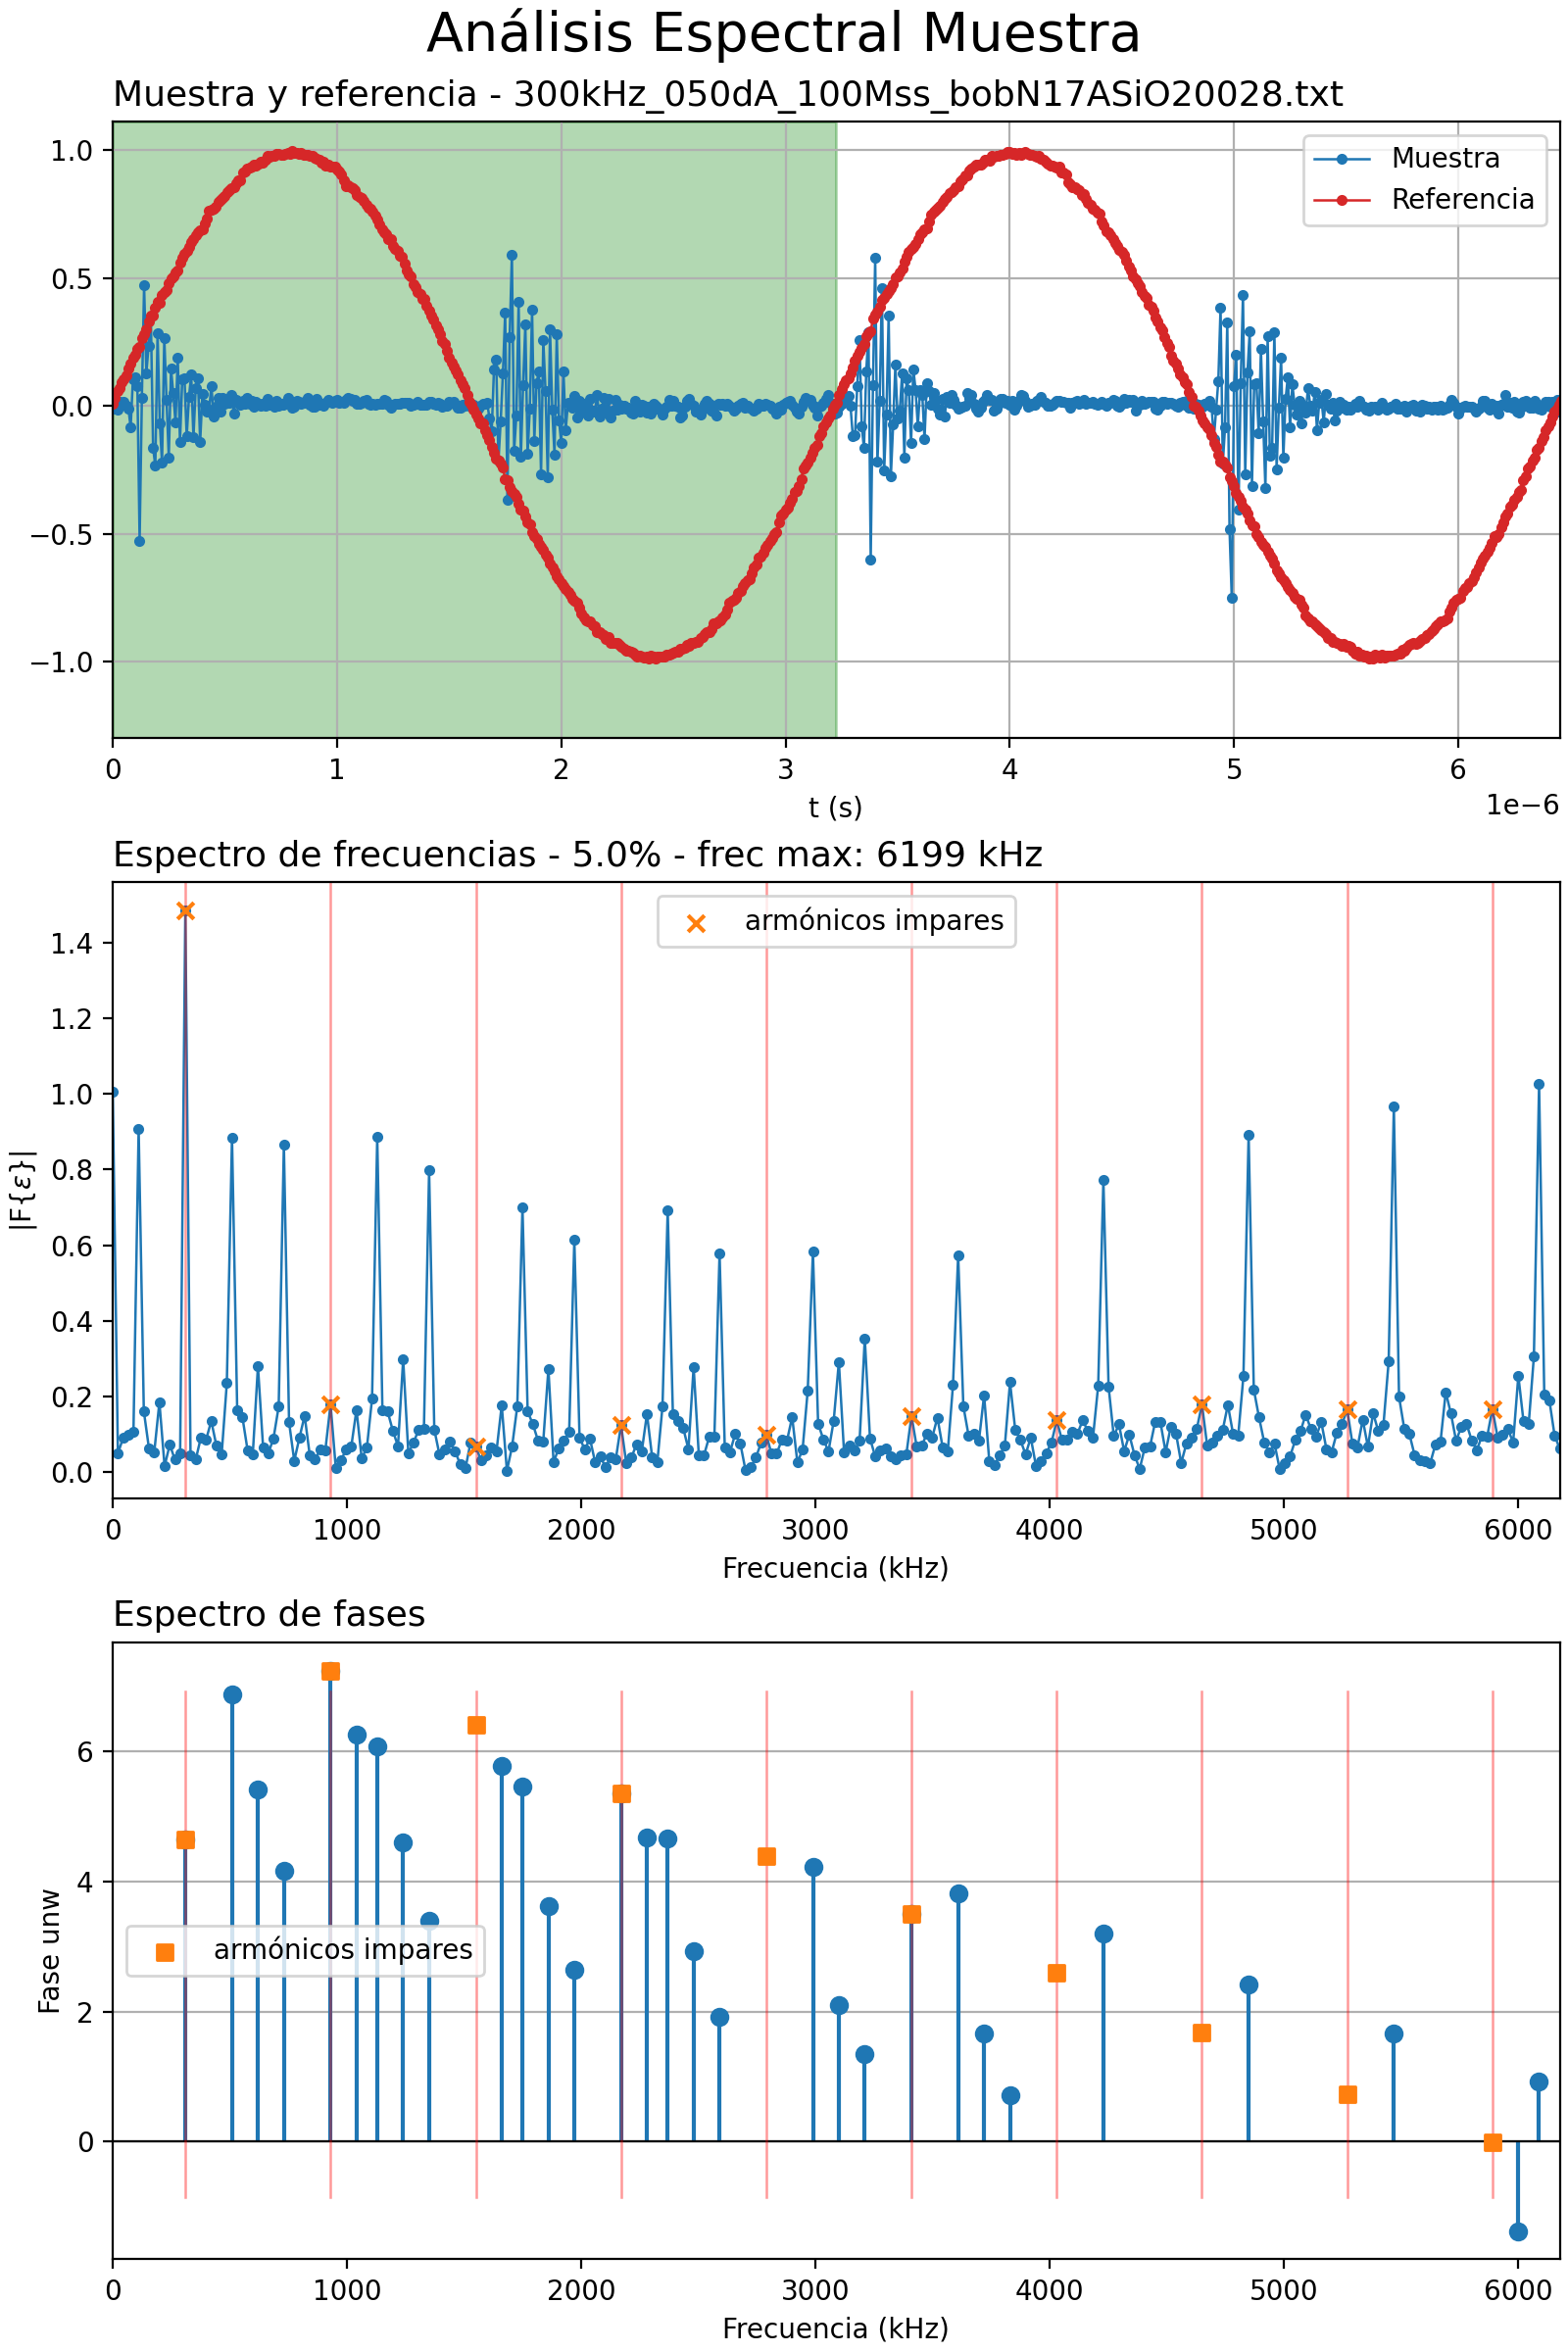 Análisis Espectral Muestra
Muestra y referencia - 300kHz_050dA_100Mss_bobN17ASiO20028.txt
Muestra
Referencia
1.0
0.5
0.0
−0.5
−1.0
0 1 2 3 4 5 6
1e−6
t (s)
Espectro de frecuencias - 5.0% - frec max: 6199 kHz
armónicos impares
|F{ε}|
1.4
1.2
1.0
0.8
0.6
0.4
0.2
0.0
0 1000 2000 3000 4000 5000 6000
Frecuencia (kHz)
Espectro de fases
armónicos impares
Fase unw
6
4
2
0
0 1000 2000 3000 4000 5000 6000
Frecuencia (kHz)